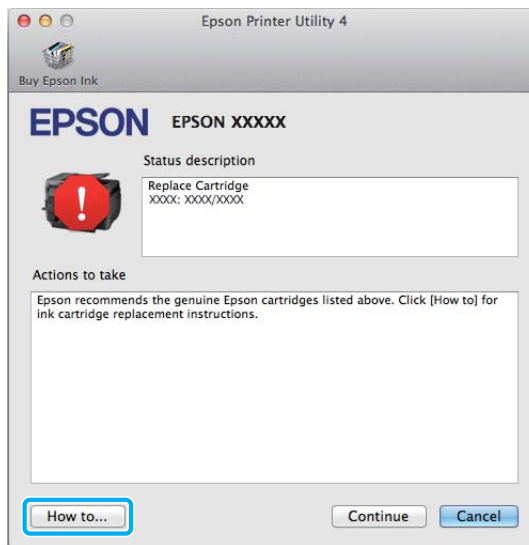 Epson Printer Utility 4
Buy Epson Ink
EPSON EPSON XXXXX
Status description
Replace Cartridge
XXXX: XXXX/XXXX
Actions to take
Epson recommends the genuine Epson cartridges listed above. Click [How to] for
ink cartridge replacement instructions.
How to... Continue Cancel